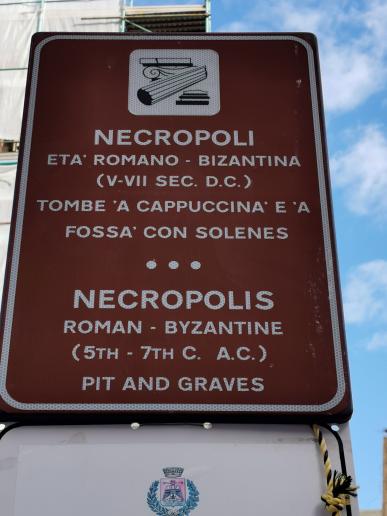 NECROPOLI
ETA' ROMANO - BIZANTINA
(V-VII SEC. D.C.)
TOMBE 'A CAPPUCCINA' E 'A
FOSSA' CON SOLENES
• • •
NECROPOLIS
ROMAN - BYZANTINE
(5TH - 7TH C. A.C.)
PIT AND GRAVES